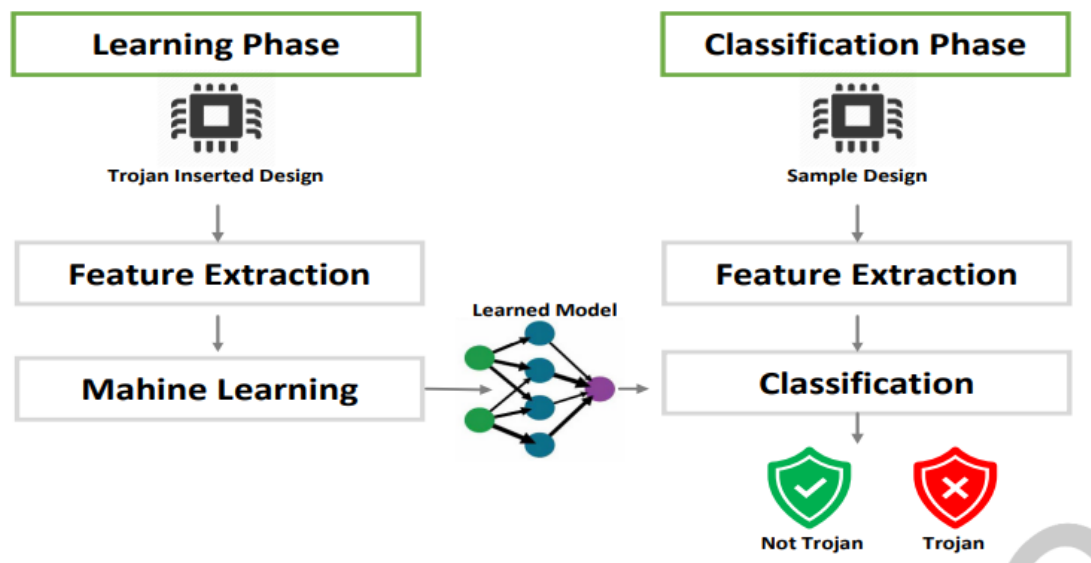 Learning Phase
Trojan Inserted Design
Feature Extraction
Mahine Learning
Learned Model
Classification Phase
Sample Design
Feature Extraction
Classification
Not Trojan
Trojan